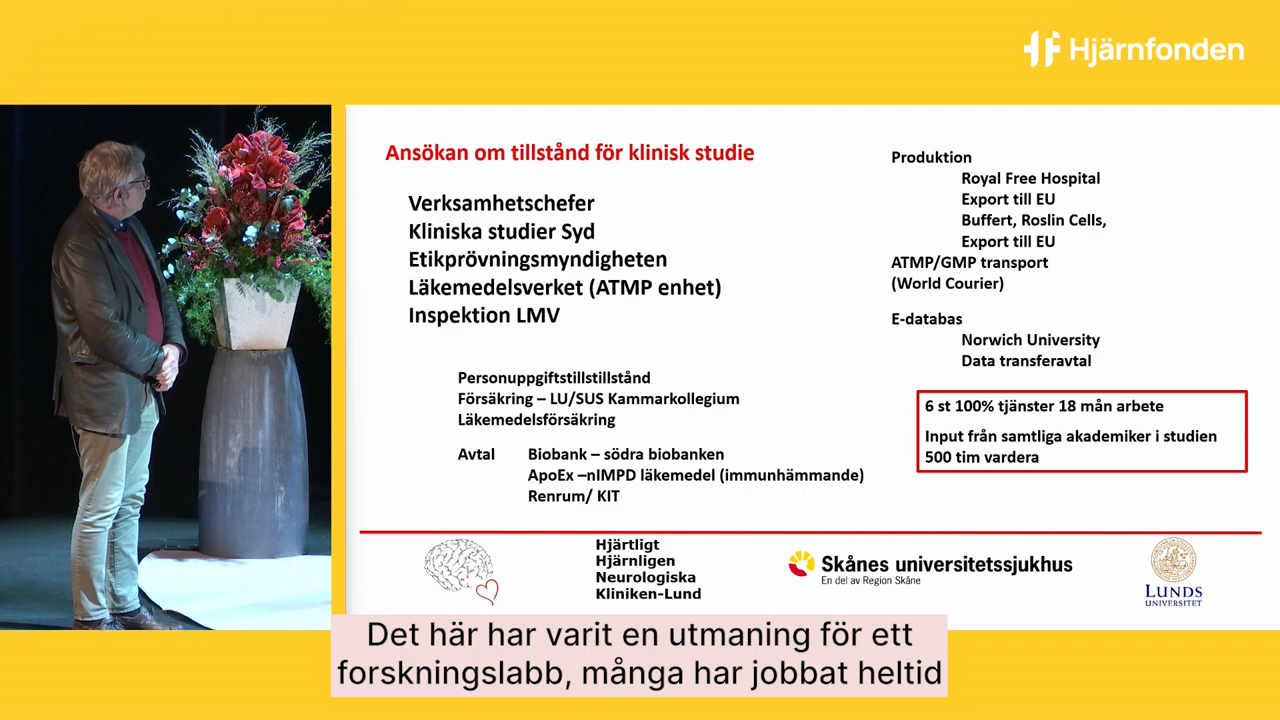 Hjärnfonden
Ansökan om tillstånd för klinisk studie
Verksamhetschefer
Kliniska studier Syd
Etikprövningsmyndigheten
Läkemedelsverket (ATMP enhet)
Inspektion LMV
Personuppgiftstillstillstånd
Försäkring – LU/SUS Kammarkollegium
Läkemedelsförsäkring
Avtal Biobank – södra biobanken
ApoEx –nIMPD läkemedel (immunhämmande)
Renrum/ KIT
Produktion
Royal Free Hospital
Export till EU
Buffert, Roslin Cells,
Export till EU
ATMP/GMP transport
(World Courier)
E-databas
Norwich University
Data transferavtal
6 st 100% tjänster 18 mån arbete
Input från samtliga akademiker i studien
500 tim vardera
Hjärtligt
Hjärnligen
Neurologiska
Kliniken-Lund
Skånes universitetssjukhus
En del av Region Skåne
LUNDS
UNIVERSITET
Det här har varit en utmaning för ett
forskningslabb, många har jobbat heltid